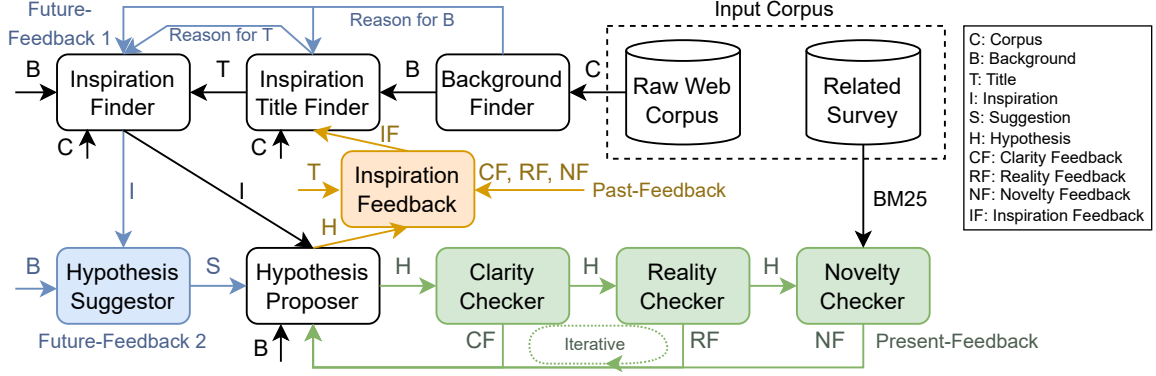 Future-
Feedback 1
Reason for B
Reason for T
Input Corpus
B
Inspiration
Finder
T
Inspiration
Title Finder
B
Background
Finder
C
Raw Web
Corpus
Related
Survey
C
C
IF
T
Inspiration
Feedback
CF, RF, NF
Past-Feedback
BM25
I
I
H
B
Hypothesis
Suggestor
S
Hypothesis
Proposer
H
Clarity
Checker
H
Reality
Checker
H
Novelty
Checker
Future-Feedback 2
B
CF
Iterative
RF
NF
Present-Feedback
C: Corpus
B: Background
T: Title
I: Inspiration
S: Suggestion
H: Hypothesis
CF: Clarity Feedback
RF: Reality Feedback
NF: Novelty Feedback
IF: Inspiration Feedback